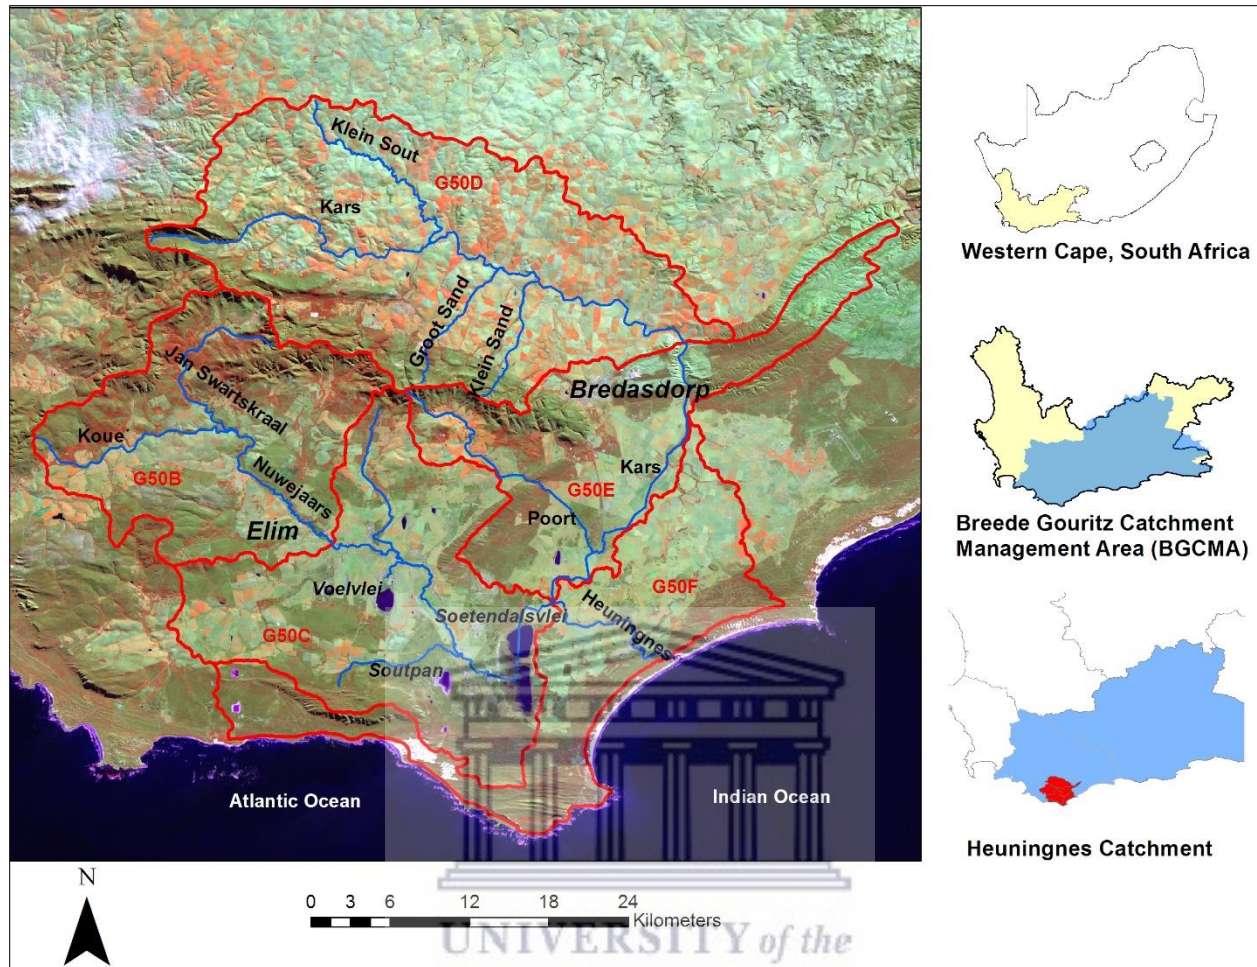 Klein Sout
G50D
Kars
Groot Sand
Klein Sand
Jan Swartskraal
Bredasdorp
Koue
G50B
Nuwejaars
Kars
G50E
Poort
Elim
Voelvlei
G50F
Heuningnes
Soetendalsvlei
G50C
Soutpan
Atlantic Ocean
Indian Ocean
Western Cape, South Africa
Breede Gouritz Catchment
Management Area (BGCMA)
Heuningnes Catchment
N
0 3 6 12 18 24
Kilometers
UNIVERSITY of the